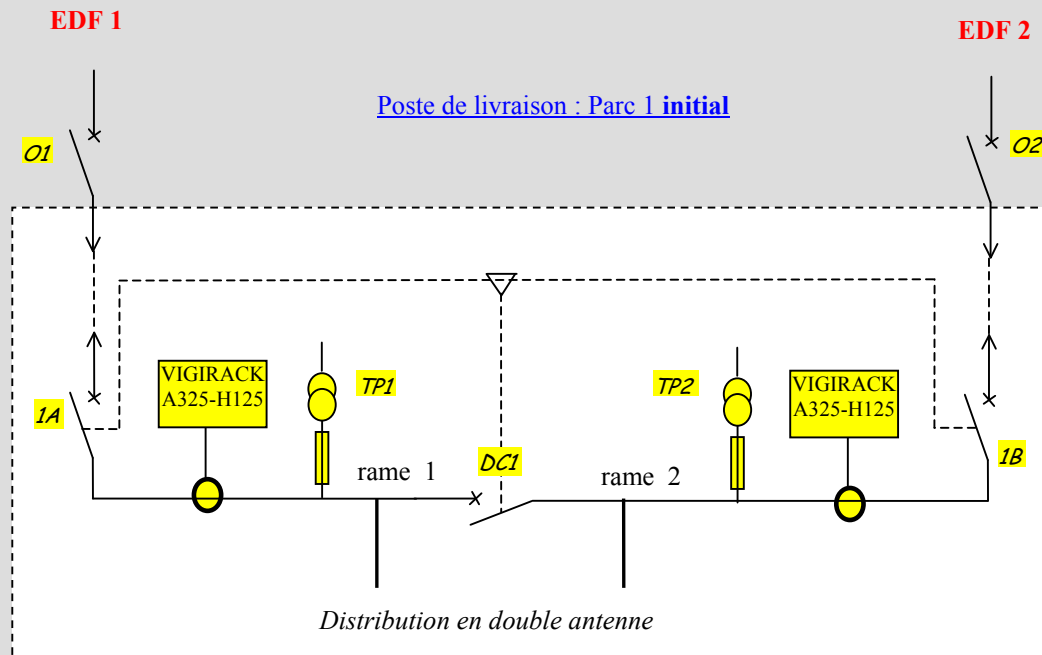 EDF 1
EDF 2
Poste de livraison : Parc 1 initial
O1
O2
VIGIRACK
A325-H125
TP1
TP2
VIGIRACK
A325-H125
1A
1B
rame 1
DC1
rame 2
Distribution en double antenne